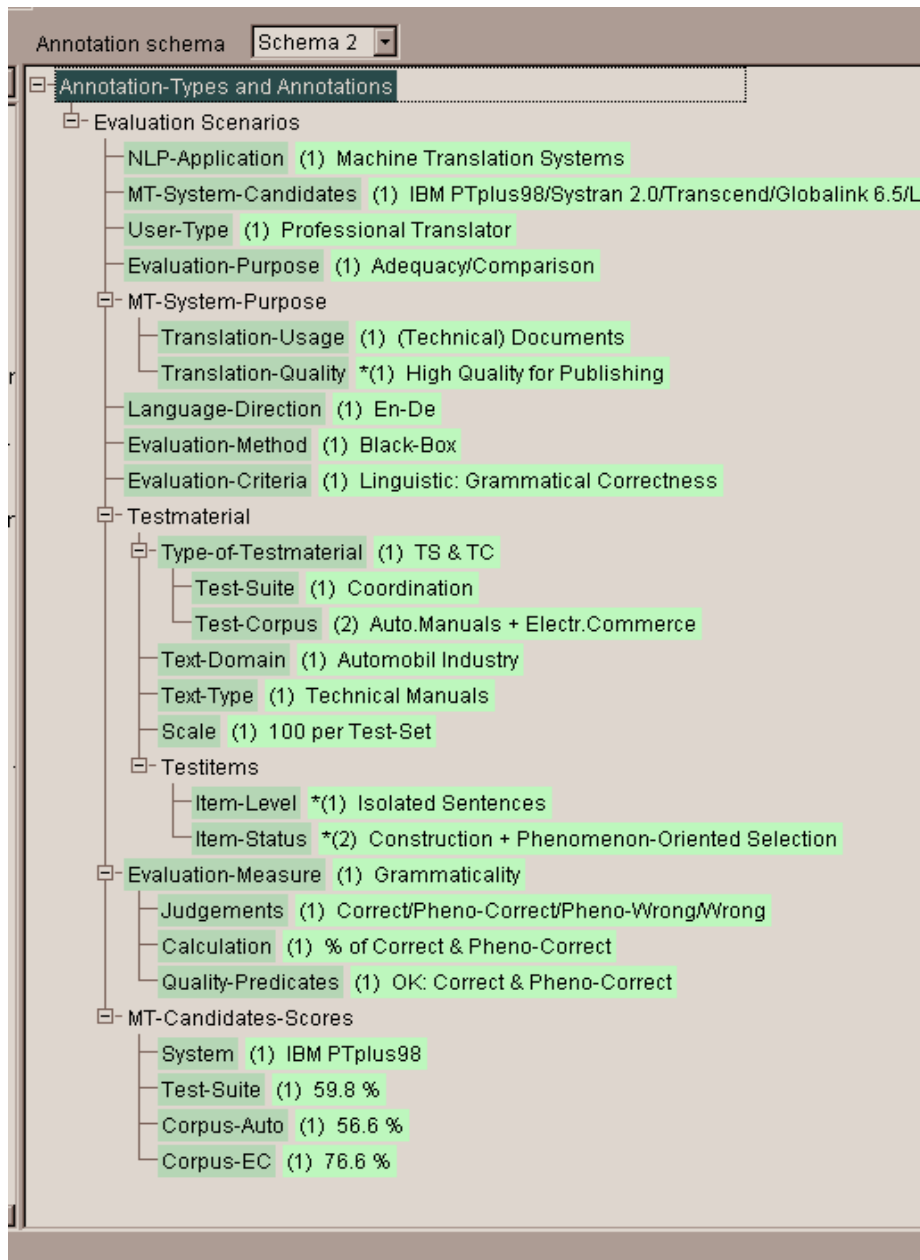 Annotation schema Schema 2
Annotation-Types and Annotations
Evaluation Scenarios
NLP-Application (1) Machine Translation Systems
MT-System-Candidates (1) IBM PTplus98/Systran 2.0/Transcend/Globalink 6.5/L
User-Type (1) Professional Translator
Evaluation-Purpose (1) Adequacy/Comparison
MT-System-Purpose
Translation-Usage (1) (Technical) Documents
Translation-Quality *(1) High Quality for Publishing
Language-Direction (1) En-De
Evaluation-Method (1) Black-Box
Evaluation-Criteria (1) Linguistic: Grammatical Correctness
Testmaterial
Type-of-Testmaterial (1) TS & TC
Test-Suite (1) Coordination
Test-Corpus (2) Auto.Manuals + Electr.Commerce
Text-Domain (1) Automobil Industry
Text-Type (1) Technical Manuals
Scale (1) 100 per Test-Set
Testitems
Item-Level *(1) Isolated Sentences
Item-Status *(2) Construction + Phenomenon-Oriented Selection
Evaluation-Measure (1) Grammaticality
Judgements (1) Correct/Pheno-Correct/Pheno-Wrong/Wrong
Calculation (1) % of Correct & Pheno-Correct
Quality-Predicates (1) OK: Correct & Pheno-Correct
MT-Candidates-Scores
System (1) IBM PTplus98
Test-Suite (1) 59.8 %
Corpus-Auto (1) 56.6 %
Corpus-EC (1) 76.6 %